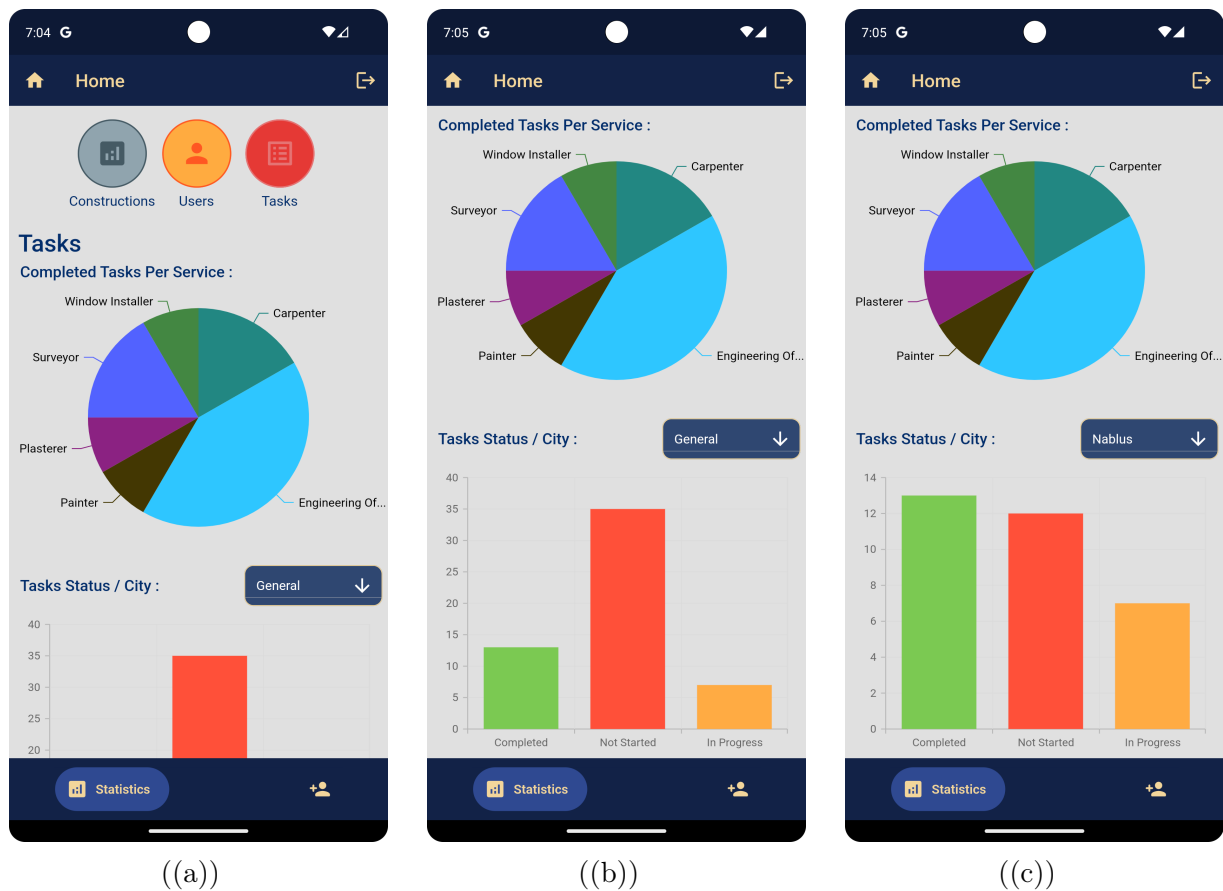 7:04 G
Home
Constructions Users Tasks
Tasks
Completed Tasks Per Service :
Window Installer
Carpenter
Surveyor
Plasterer
Painter
Engineering Of...
Tasks Status / City :
General
40
35
30
25
20
Statistics
((a))
7:05 G
Home
Completed Tasks Per Service :
Window Installer
Carpenter
Surveyor
Plasterer
Painter
Engineering Of...
Tasks Status / City :
General
40
35
30
25
20
15
10
5
0
Completed Not Started In Progress
Statistics
((b))
7:05 G
Home
Completed Tasks Per Service :
Window Installer
Carpenter
Surveyor
Plasterer
Painter
Engineering Of...
Tasks Status / City :
Nablus
14
12
10
8
6
4
2
0
Completed Not Started In Progress
Statistics
((c))